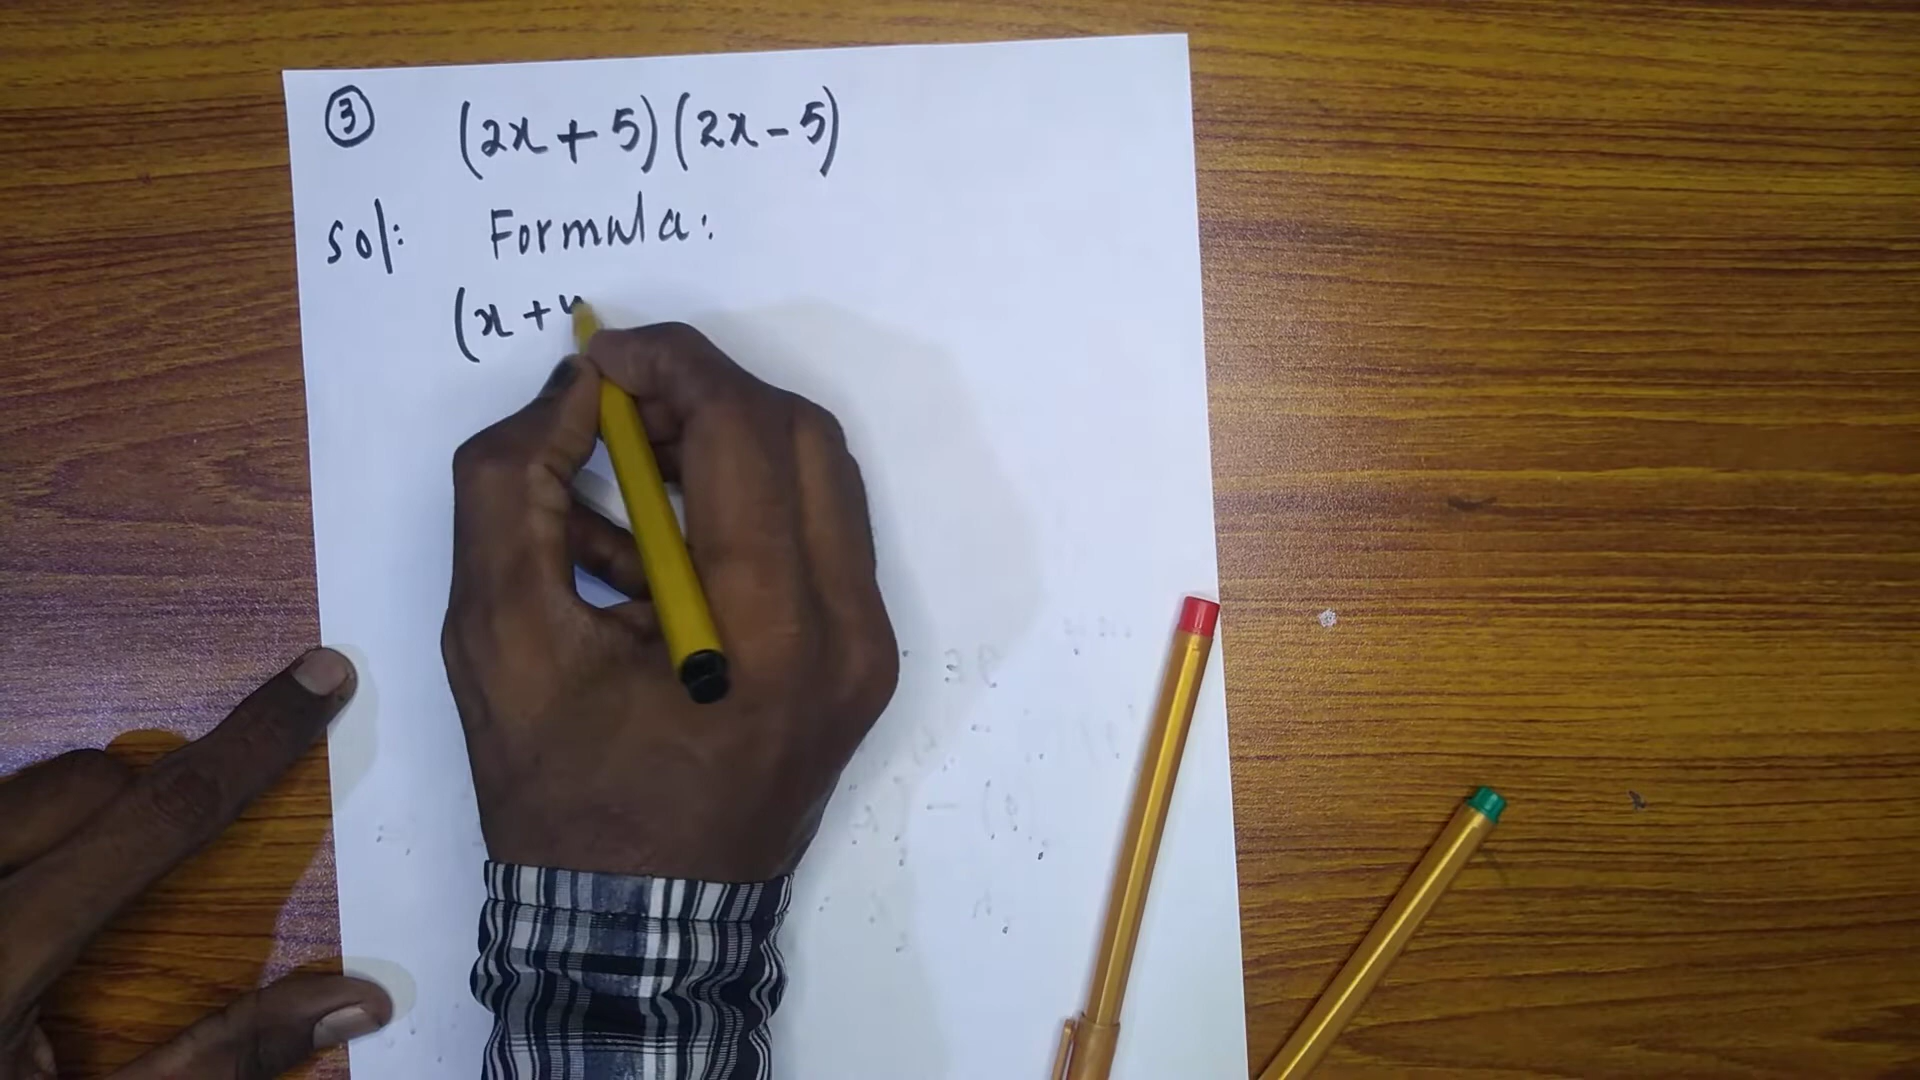 ③ (2x + 5)(2x - 5)
Sol: Formula:
(x + y